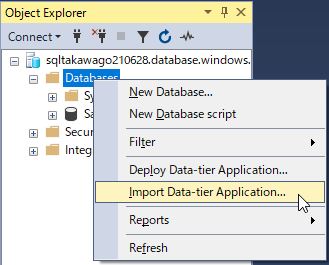 Object Explorer
Connect
sqltakawago210628.database.windows.
Databases
Sy
Sa
Secu
Integ
New Database...
New Database script
Filter
Deploy Data-tier Application...
Import Data-tier Application...
Reports
Refresh